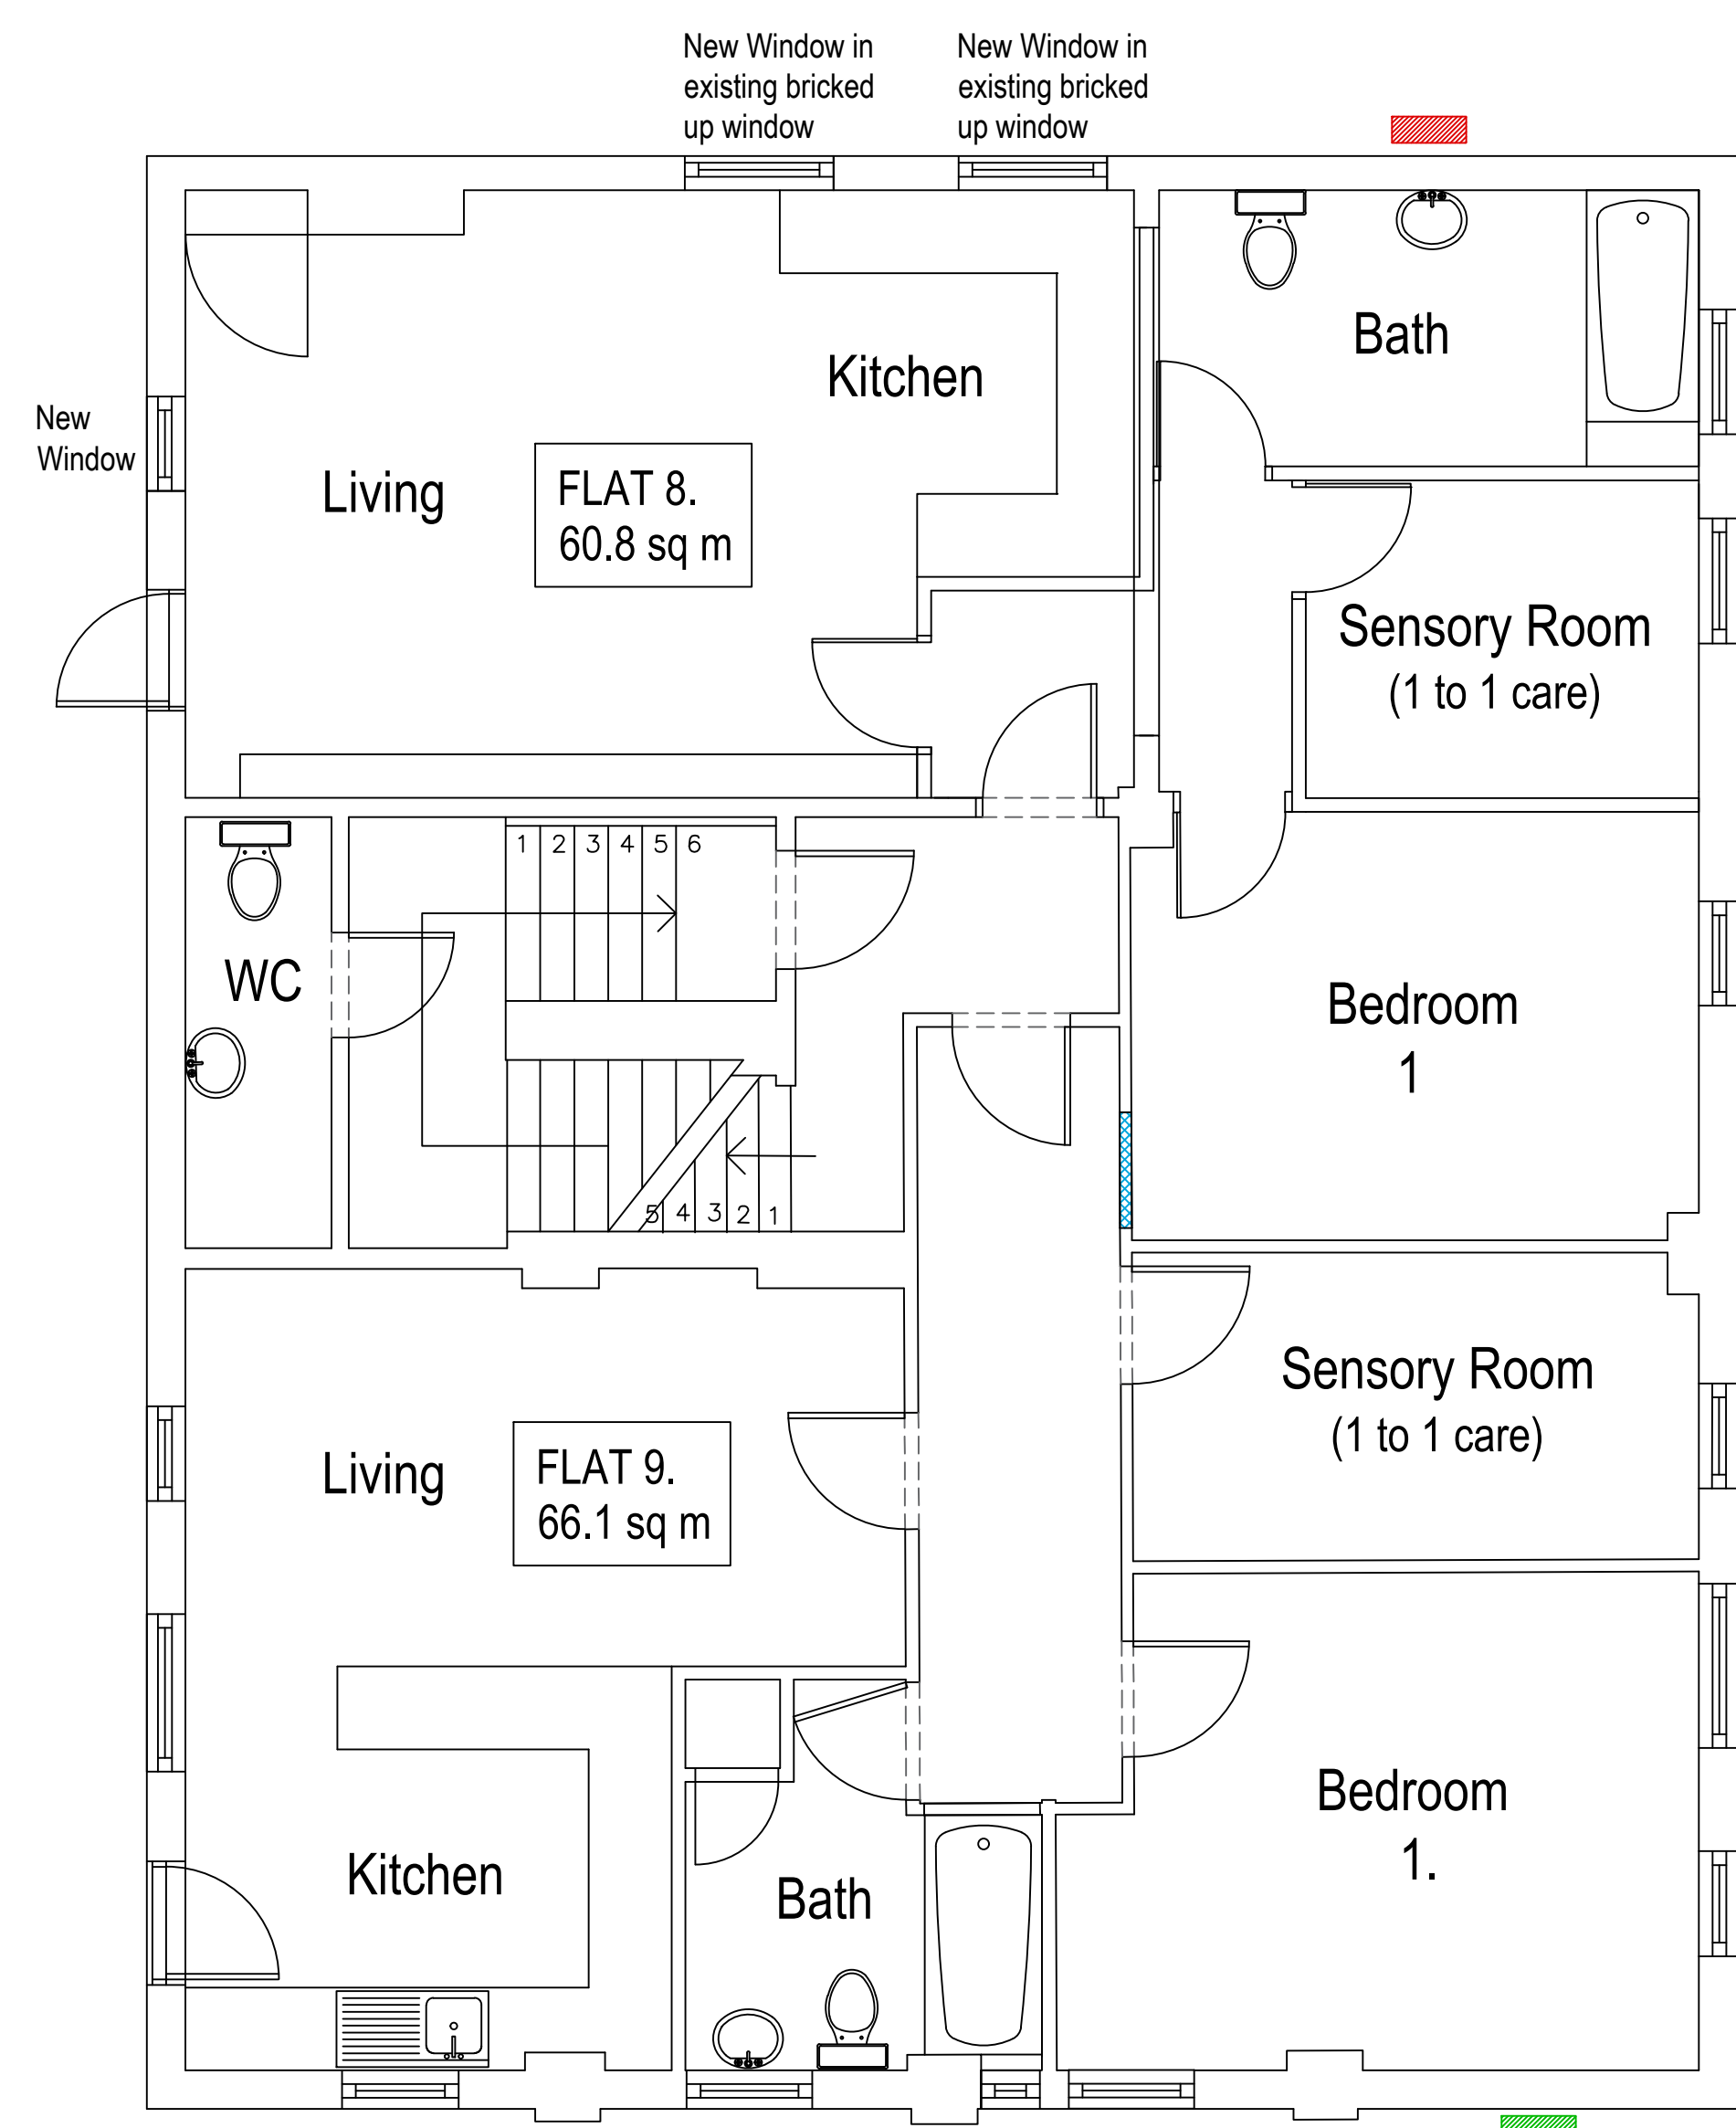 New Window in
existing bricked
up window
New Window in
existing bricked
up window
New
Window
Kitchen
Bath
Living
FLAT 8.
60.8 sq m
Sensory Room
(1 to 1 care)
1 2 3 4 5 6
WC
Bedroom
1
5 4 3 2 1
Sensory Room
(1 to 1 care)
Living
FLAT 9.
66.1 sq m
Bedroom
1.
Kitchen
Bath